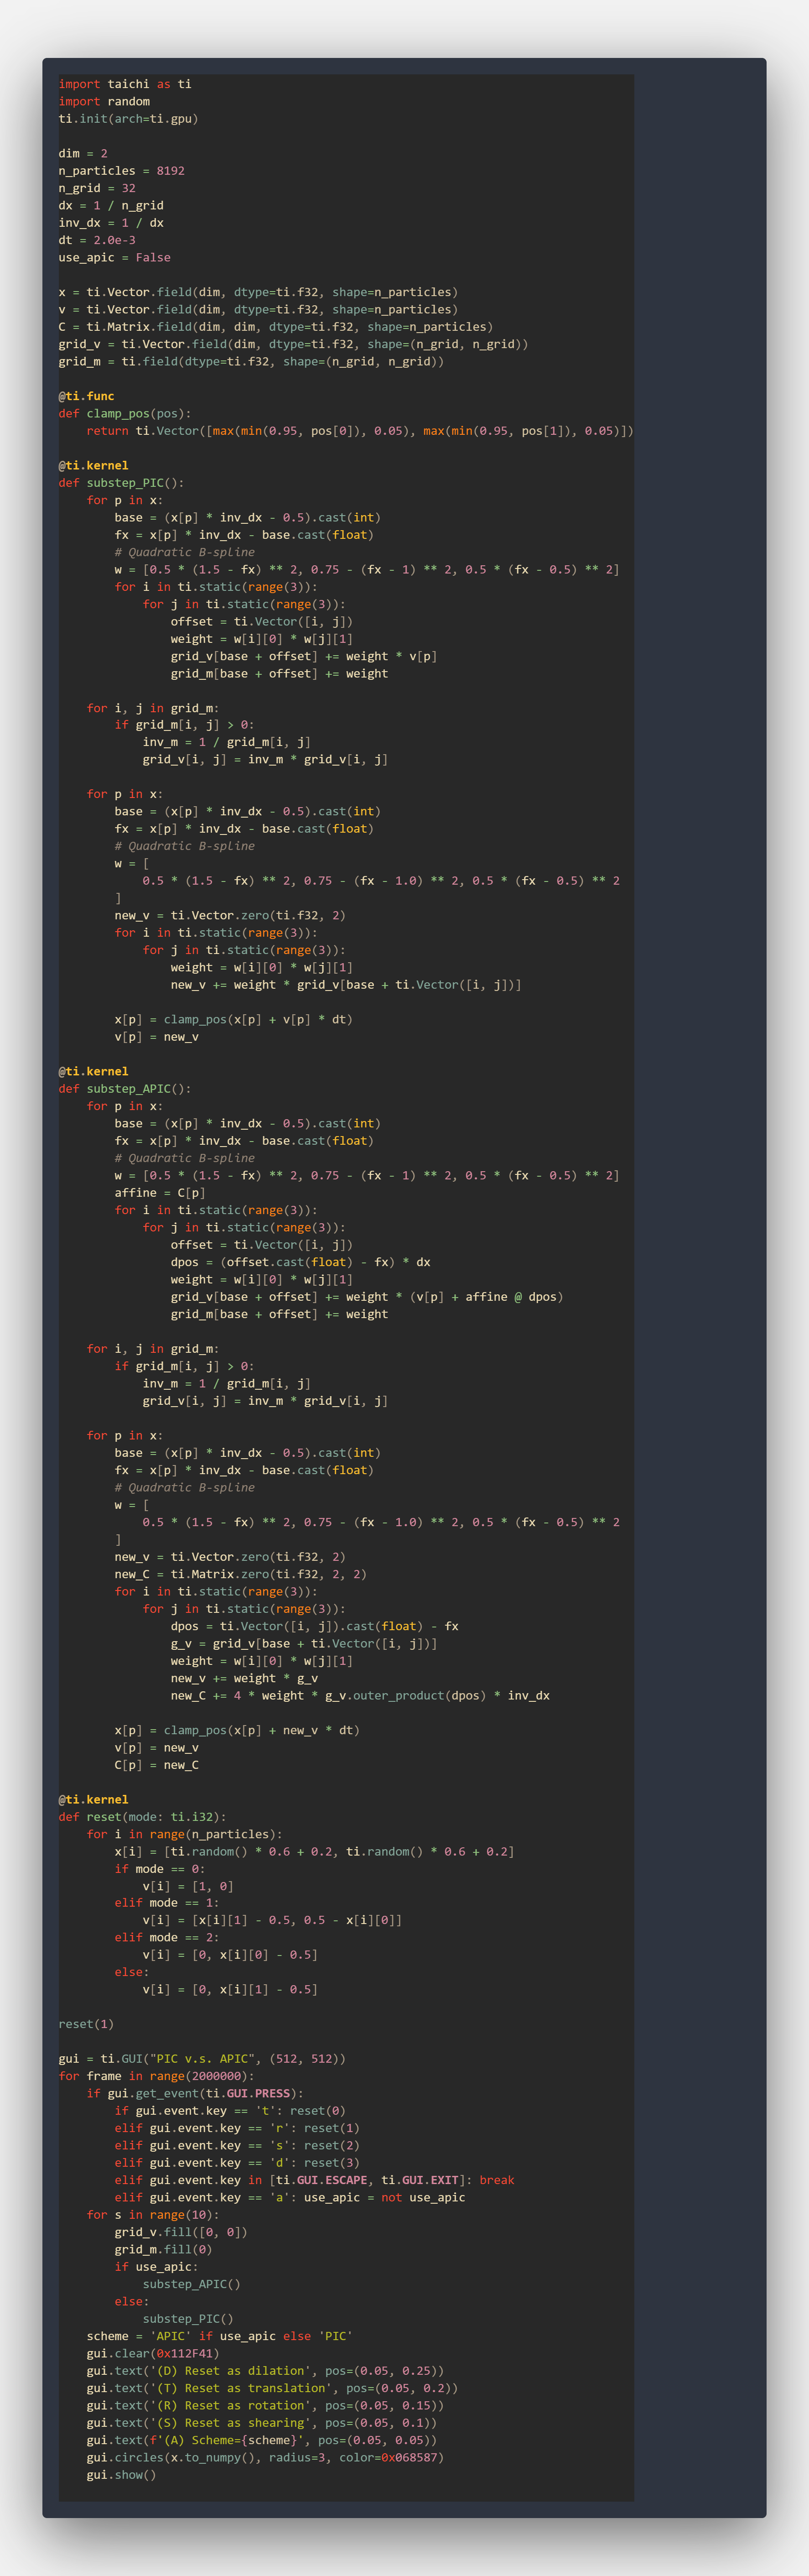 import taichi as ti
import random
ti.init(arch=ti.gpu)

dim = 2
n_particles = 8192
n_grid = 32
dx = 1 / n_grid
inv_dx = 1 / dx
dt = 2.0e-3
use_apic = False

x = ti.Vector.field(dim, dtype=ti.f32, shape=n_particles)
v = ti.Vector.field(dim, dtype=ti.f32, shape=n_particles)
C = ti.Matrix.field(dim, dim, dtype=ti.f32, shape=n_particles)
grid_v = ti.Vector.field(dim, dtype=ti.f32, shape=(n_grid, n_grid))
grid_m = ti.field(dtype=ti.f32, shape=(n_grid, n_grid))

@ti.func
def clamp_pos(pos):
    return ti.Vector([max(min(0.95, pos[0]), 0.05), max(min(0.95, pos[1]), 0.05)])

@ti.kernel
def substep_PIC():
    for p in x:
        base = (x[p] * inv_dx - 0.5).cast(int)
        fx = x[p] * inv_dx - base.cast(float)
        # Quadratic B-spline
        w = [0.5 * (1.5 - fx) ** 2, 0.75 - (fx - 1) ** 2, 0.5 * (fx - 0.5) ** 2]
        for i in ti.static(range(3)):
            for j in ti.static(range(3)):
                offset = ti.Vector([i, j])
                weight = w[i][0] * w[j][1]
                grid_v[base + offset] += weight * v[p]
                grid_m[base + offset] += weight

    for i, j in grid_m:
        if grid_m[i, j] > 0:
            inv_m = 1 / grid_m[i, j]
            grid_v[i, j] = inv_m * grid_v[i, j]

    for p in x:
        base = (x[p] * inv_dx - 0.5).cast(int)
        fx = x[p] * inv_dx - base.cast(float)
        # Quadratic B-spline
        w = [
            0.5 * (1.5 - fx) ** 2, 0.75 - (fx - 1.0) ** 2, 0.5 * (fx - 0.5) ** 2
        ]
        new_v = ti.Vector.zero(ti.f32, 2)
        for i in ti.static(range(3)):
            for j in ti.static(range(3)):
                weight = w[i][0] * w[j][1]
                new_v += weight * grid_v[base + ti.Vector([i, j])]

        x[p] = clamp_pos(x[p] + v[p] * dt)
        v[p] = new_v

@ti.kernel
def substep_APIC():
    for p in x:
        base = (x[p] * inv_dx - 0.5).cast(int)
        fx = x[p] * inv_dx - base.cast(float)
        # Quadratic B-spline
        w = [0.5 * (1.5 - fx) ** 2, 0.75 - (fx - 1) ** 2, 0.5 * (fx - 0.5) ** 2]
        affine = C[p]
        for i in ti.static(range(3)):
            for j in ti.static(range(3)):
                offset = ti.Vector([i, j])
                dpos = (offset.cast(float) - fx) * dx
                weight = w[i][0] * w[j][1]
                grid_v[base + offset] += weight * (v[p] + affine @ dpos)
                grid_m[base + offset] += weight

    for i, j in grid_m:
        if grid_m[i, j] > 0:
            inv_m = 1 / grid_m[i, j]
            grid_v[i, j] = inv_m * grid_v[i, j]

    for p in x:
        base = (x[p] * inv_dx - 0.5).cast(int)
        fx = x[p] * inv_dx - base.cast(float)
        # Quadratic B-spline
        w = [
            0.5 * (1.5 - fx) ** 2, 0.75 - (fx - 1.0) ** 2, 0.5 * (fx - 0.5) ** 2
        ]
        new_v = ti.Vector.zero(ti.f32, 2)
        new_C = ti.Matrix.zero(ti.f32, 2, 2)
        for i in ti.static(range(3)):
            for j in ti.static(range(3)):
                dpos = ti.Vector([i, j]).cast(float) - fx
                g_v = grid_v[base + ti.Vector([i, j])]
                weight = w[i][0] * w[j][1]
                new_v += weight * g_v
                new_C += 4 * weight * g_v.outer_product(dpos) * inv_dx

        x[p] = clamp_pos(x[p] + new_v * dt)
        v[p] = new_v
        C[p] = new_C

@ti.kernel
def reset(mode: ti.i32):
    for i in range(n_particles):
        x[i] = [ti.random() * 0.6 + 0.2, ti.random() * 0.6 + 0.2]
        if mode == 0:
            v[i] = [1, 0]
        elif mode == 1:
            v[i] = [x[i][1] - 0.5, 0.5 - x[i][0]]
        elif mode == 2:
            v[i] = [0, x[i][0] - 0.5]
        else:
            v[i] = [0, x[i][1] - 0.5]

reset(1)

gui = ti.GUI("PIC v.s. APIC", (512, 512))
for frame in range(2000000):
    if gui.get_event(ti.GUI.PRESS):
        if gui.event.key == 't': reset(0)
        elif gui.event.key == 'r': reset(1)
        elif gui.event.key == 's': reset(2)
        elif gui.event.key == 'd': reset(3)
        elif gui.event.key in [ti.GUI.ESCAPE, ti.GUI.EXIT]: break
        elif gui.event.key == 'a': use_apic = not use_apic
    for s in range(10):
        grid_v.fill([0, 0])
        grid_m.fill(0)
        if use_apic:
            substep_APIC()
        else:
            substep_PIC()
    scheme = 'APIC' if use_apic else 'PIC'
    gui.clear(0x112F41)
    gui.text('(D) Reset as dilation', pos=(0.05, 0.25))
    gui.text('(T) Reset as translation', pos=(0.05, 0.2))
    gui.text('(R) Reset as rotation', pos=(0.05, 0.15))
    gui.text('(S) Reset as shearing', pos=(0.05, 0.1))
    gui.text(f'(A) Scheme={scheme}', pos=(0.05, 0.05))
    gui.circles(x.to_numpy(), radius=3, color=0x068587)
    gui.show()